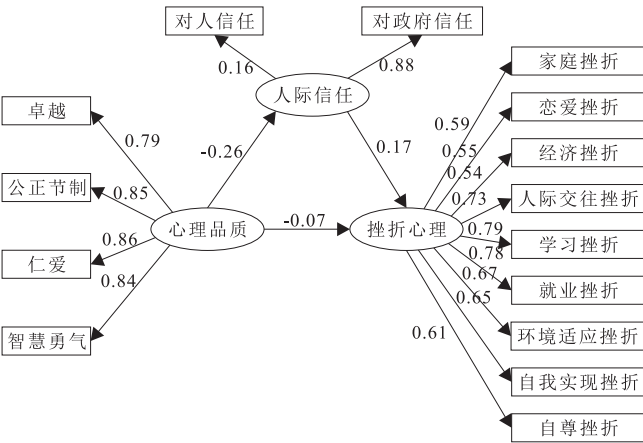 对人信任
对政府信任
0.16
0.88
人际信任
家庭挫折
恋爱挫折
经济挫折
人际交往挫折
学习挫折
就业挫折
环境适应挫折
自我实现挫折
自尊挫折
0.59
0.55
0.54
0.73
0.79
0.78
0.67
0.65
0.61
卓越
公正节制
仁爱
智慧勇气
0.79
0.85
0.86
0.84
心理品质
-0.26
0.17
-0.07
挫折心理